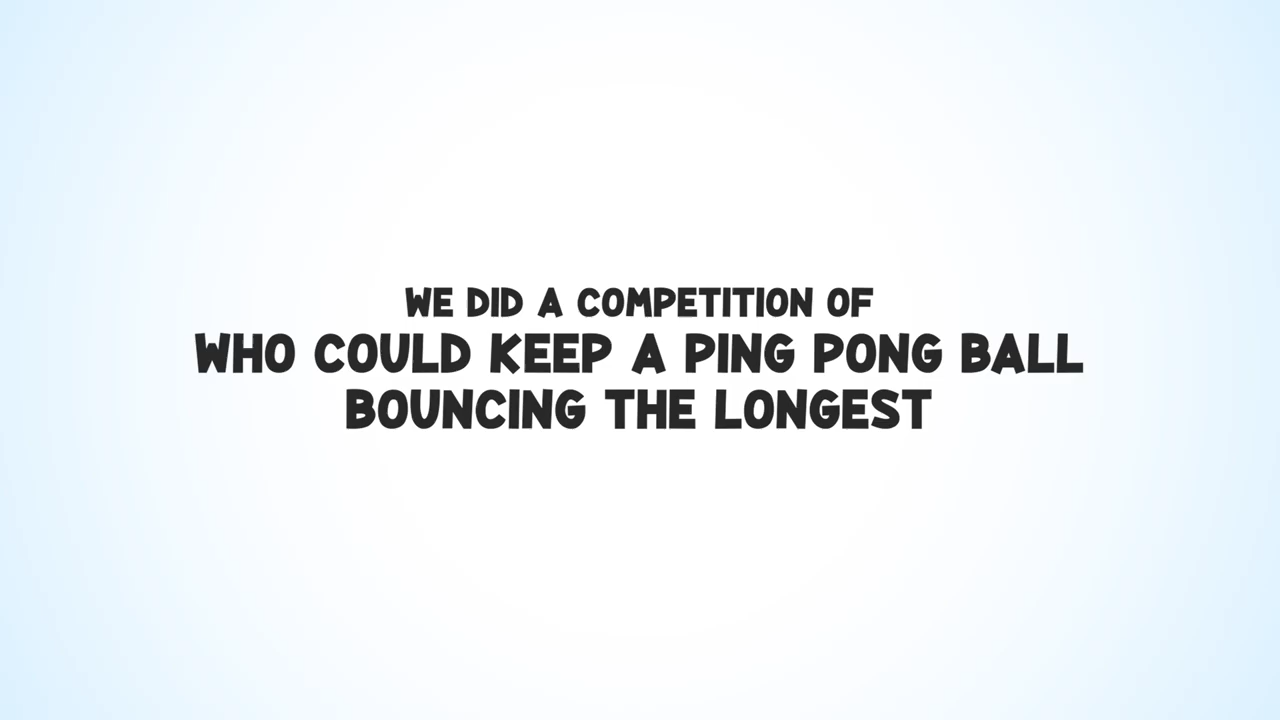 WE DID A COMPETITION OF
WHO COULD KEEP A PING PONG BALL
BOUNCING THE LONGEST